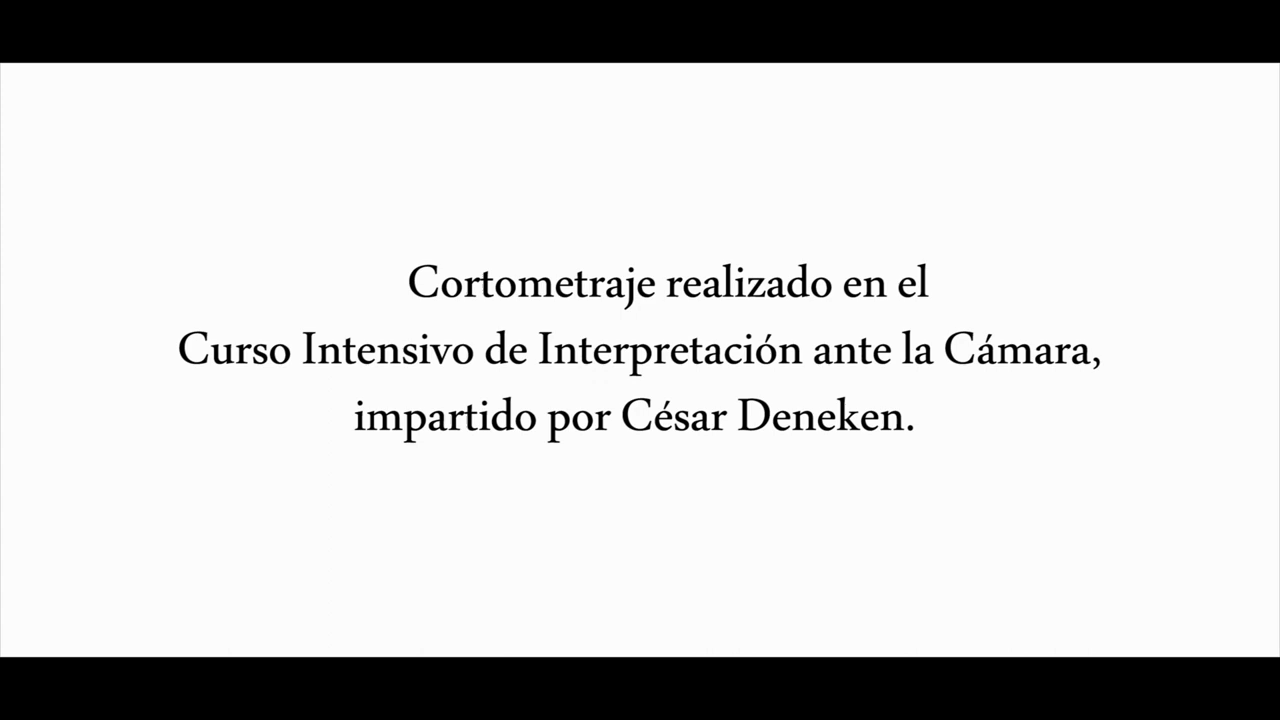 Cortometraje realizado en el
Curso Intensivo de Interpretación ante la Cámara,
impartido por César Deneken.